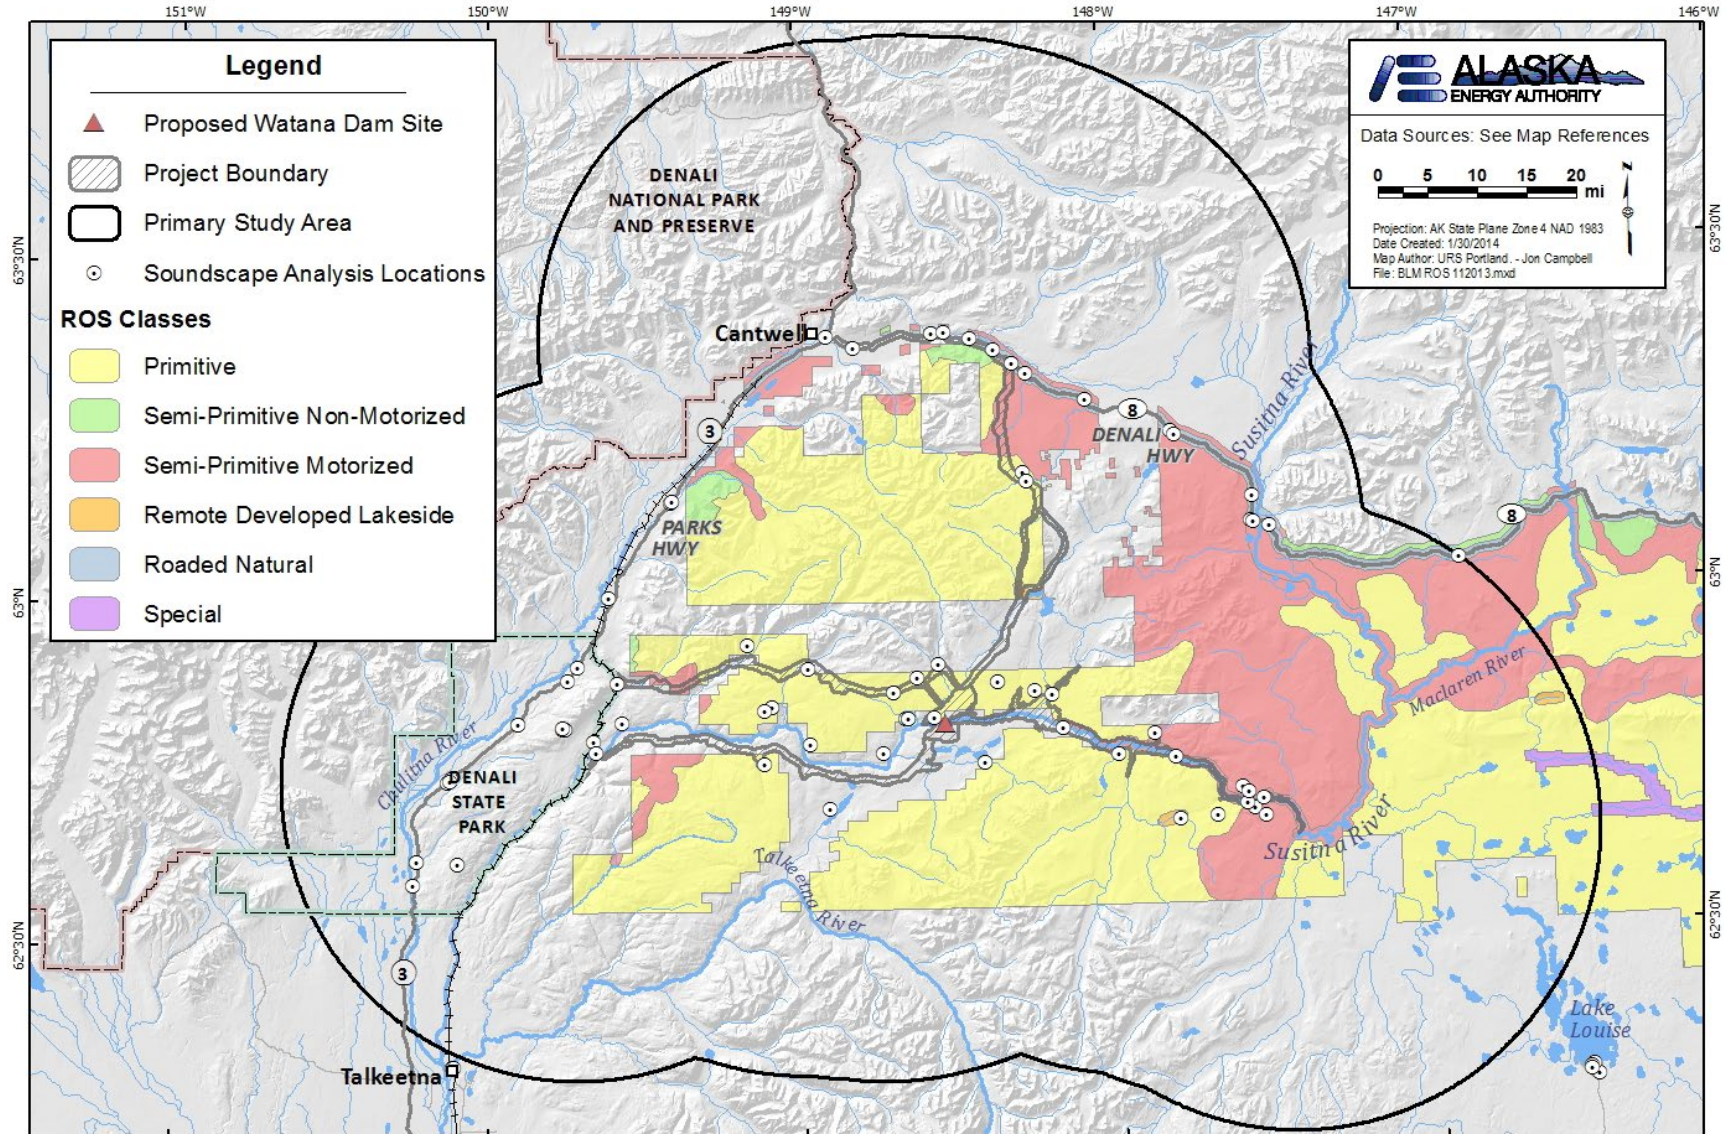 151°W
150°W
149°W
148°W
147°W
146°W
Legend
Proposed Watana Dam Site
Project Boundary
Primary Study Area
Soundscape Analysis Locations
ROS Classes
Primitive
Semi-Primitive Non-Motorized
Semi-Primitive Motorized
Remote Developed Lakeside
Roaded Natural
Special
ALASKA
ENERGY AUTHORITY
Data Sources: See Map References
0 5 10 15 20
mi
N
Projection: AK State Plane Zone 4 NAD 1983
Date Created: 1/30/2014
Map Author: URS Portland. - Jon Campbell
File: BLM ROS 112013.mxd
DENALI
NATIONAL PARK
AND PRESERVE
63°30'N
63°30'N
Cantwell
3
8
DENALI
HWY
Susitna River
PARKS
HWY
8
63°N
63°N
Maclaren River
Chulitna River
DENALI
STATE
PARK
Susitna River
Talkeetna River
62°30'N
62°30'N
3
Lake
Louise
Talkeetna